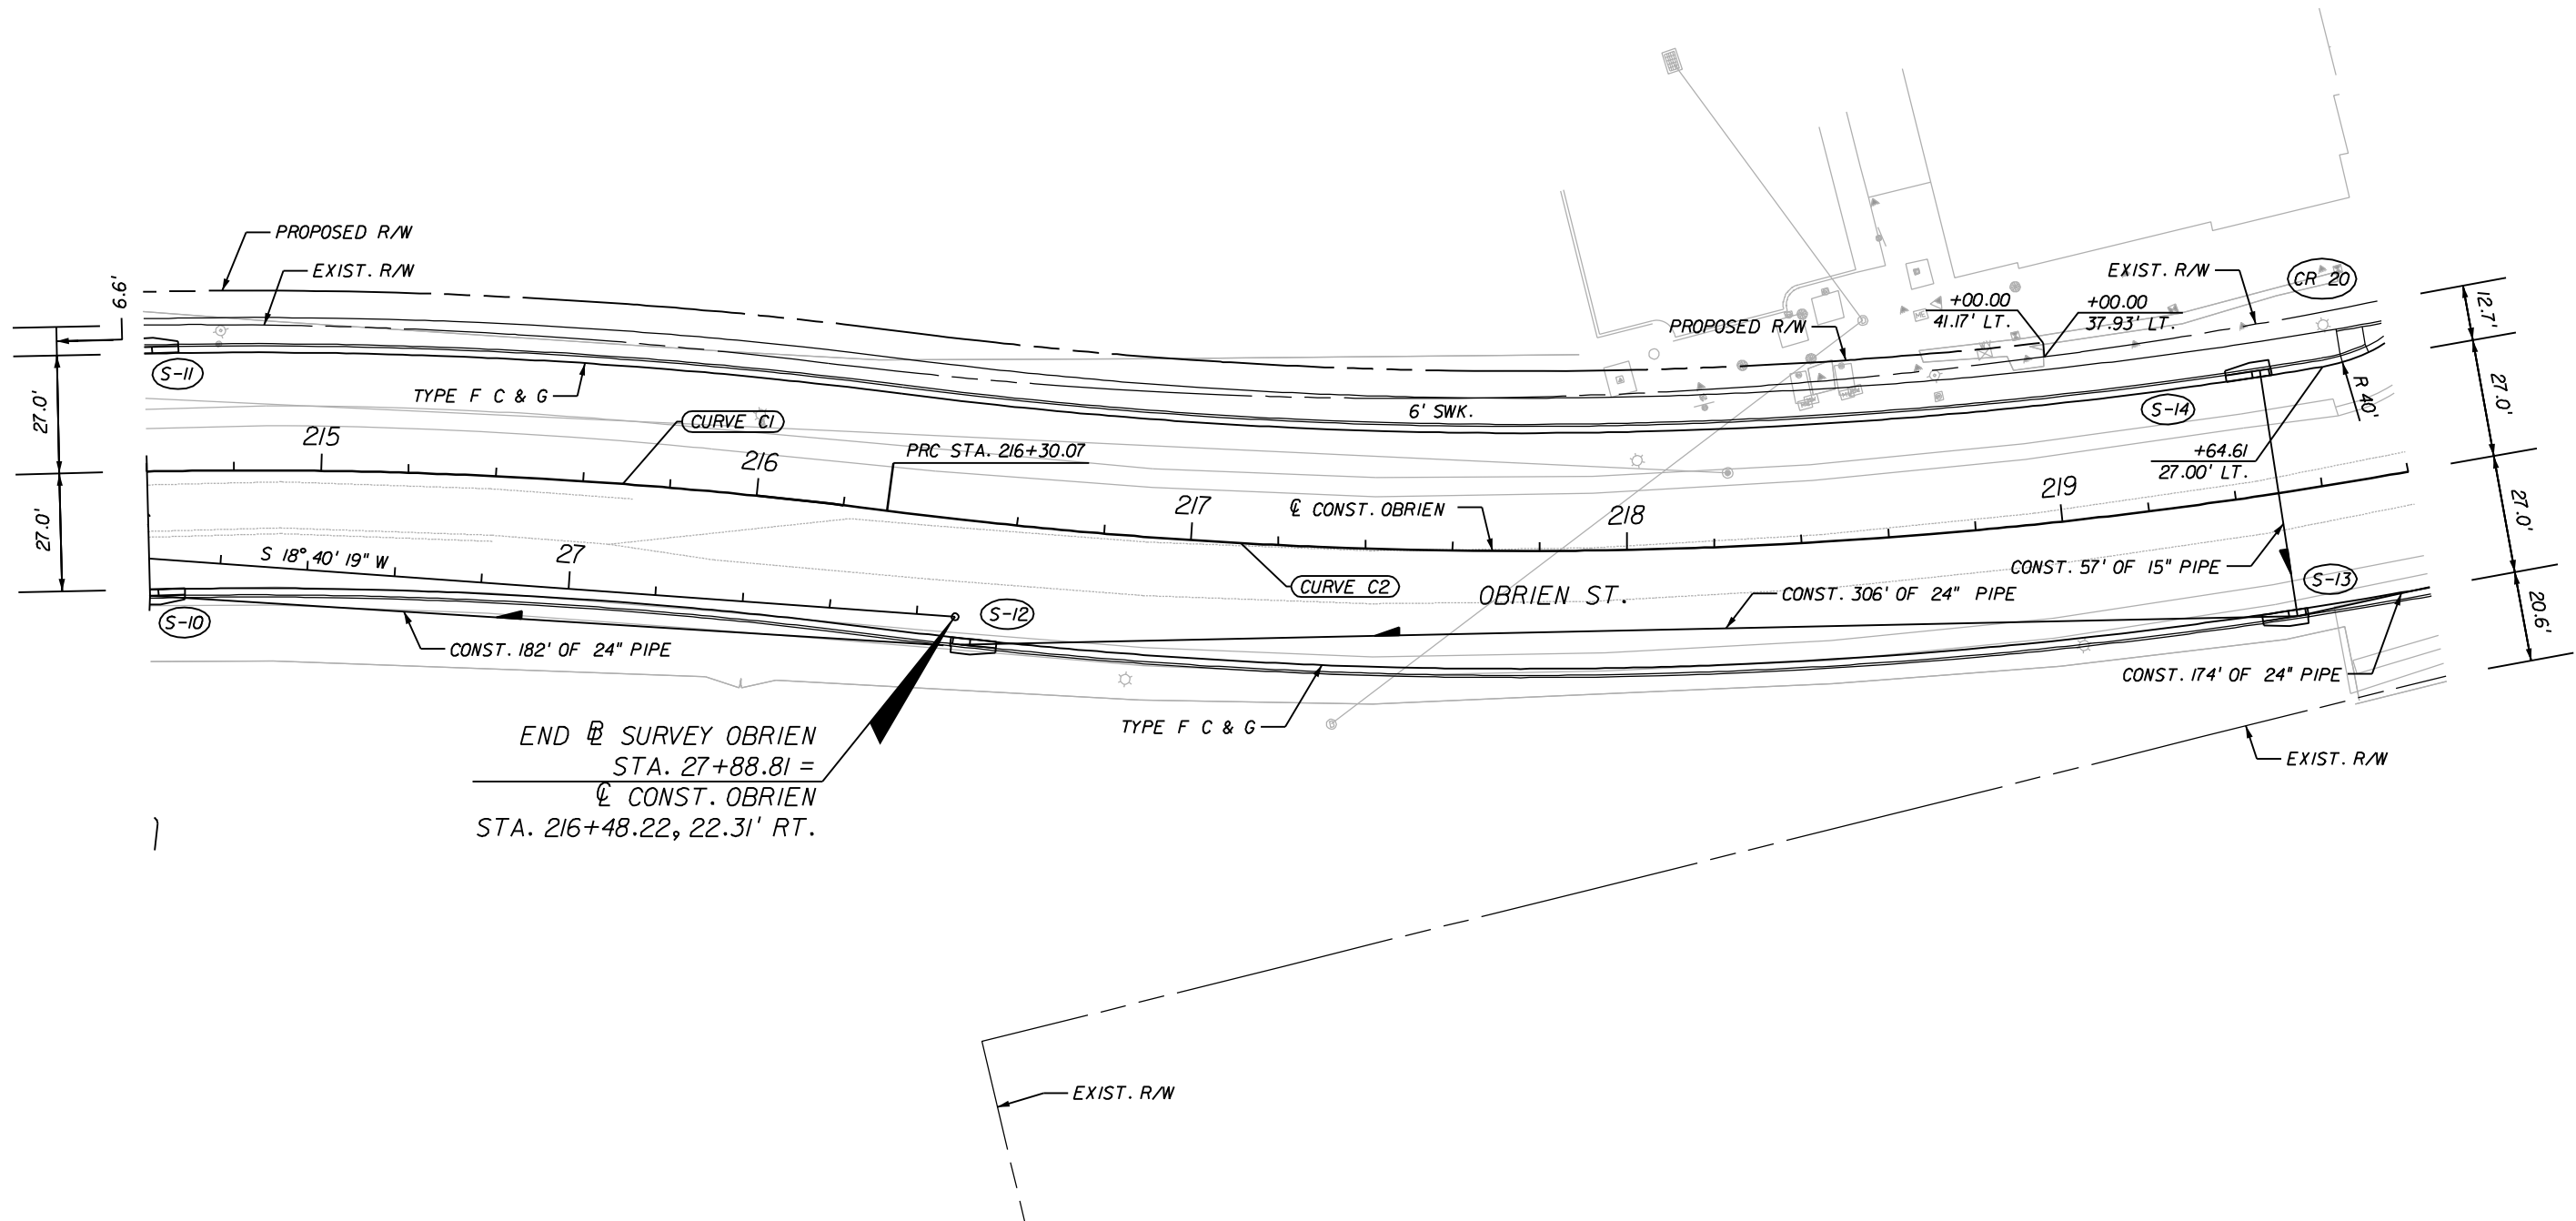 PROPOSED R/W
EXIST. R/W
6.6'
27.0'
27.0'
S-11
TYPE F C & G
CURVE C1
215
216
PRC STA. 216+30.07
217
℄ CONST. OBRIEN
218
219
6' SWK.
PROPOSED R/W
+00.00
41.17' LT.
+00.00
37.93' LT.
EXIST. R/W
CR 20
12.7'
27.0'
27.0'
20.6'
R 40'
S-14
+64.61
27.00' LT.
S 18° 40' 19" W
27
S-10
CONST. 182' OF 24" PIPE
S-12
CURVE C2
OBRIEN ST.
CONST. 306' OF 24" PIPE
CONST. 57' OF 15" PIPE
S-13
CONST. 174' OF 24" PIPE
TYPE F C & G
END BL SURVEY OBRIEN
STA. 27+88.81 =
℄ CONST. OBRIEN
STA. 216+48.22, 22.31' RT.
EXIST. R/W
EXIST. R/W